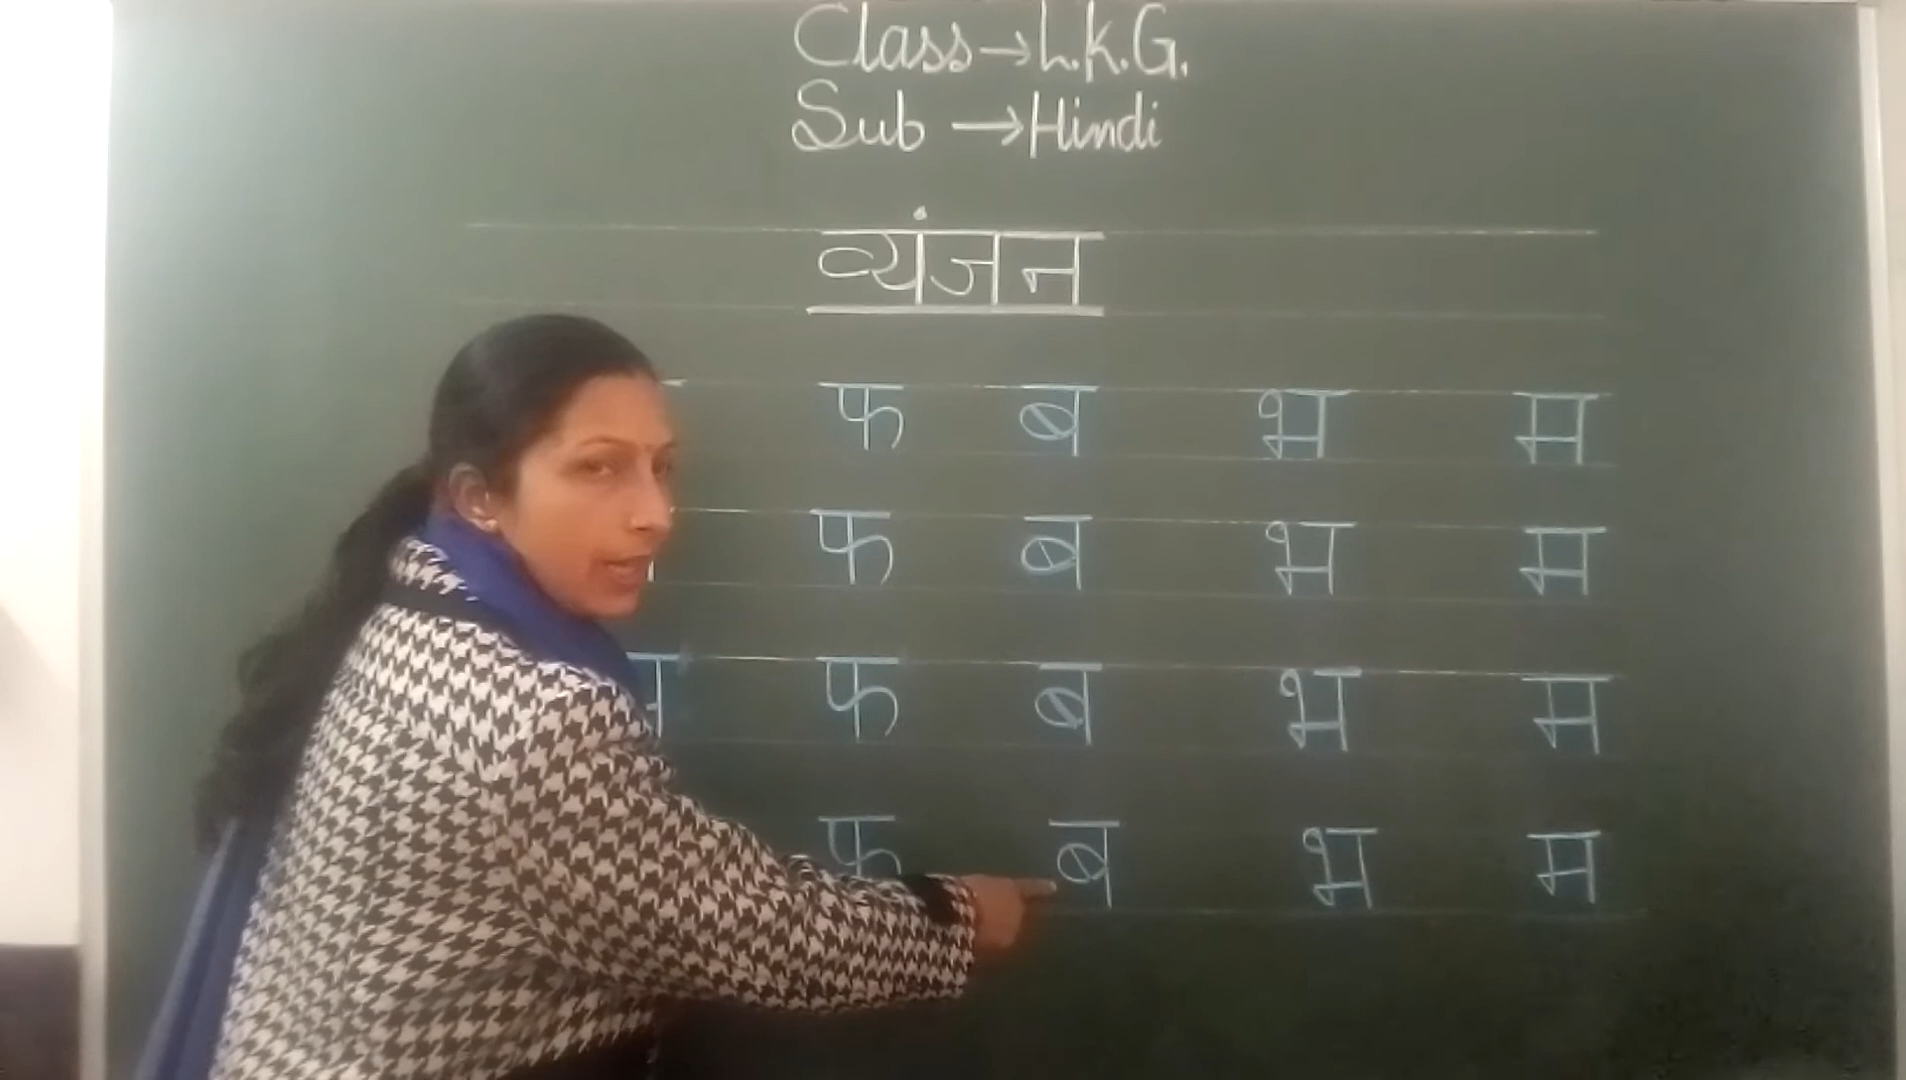 Class→L.K.G.
Sub →Hindi
व्यंजन
फ ब भ म
फ ब भ म
फ ब भ म
फ ब भ म